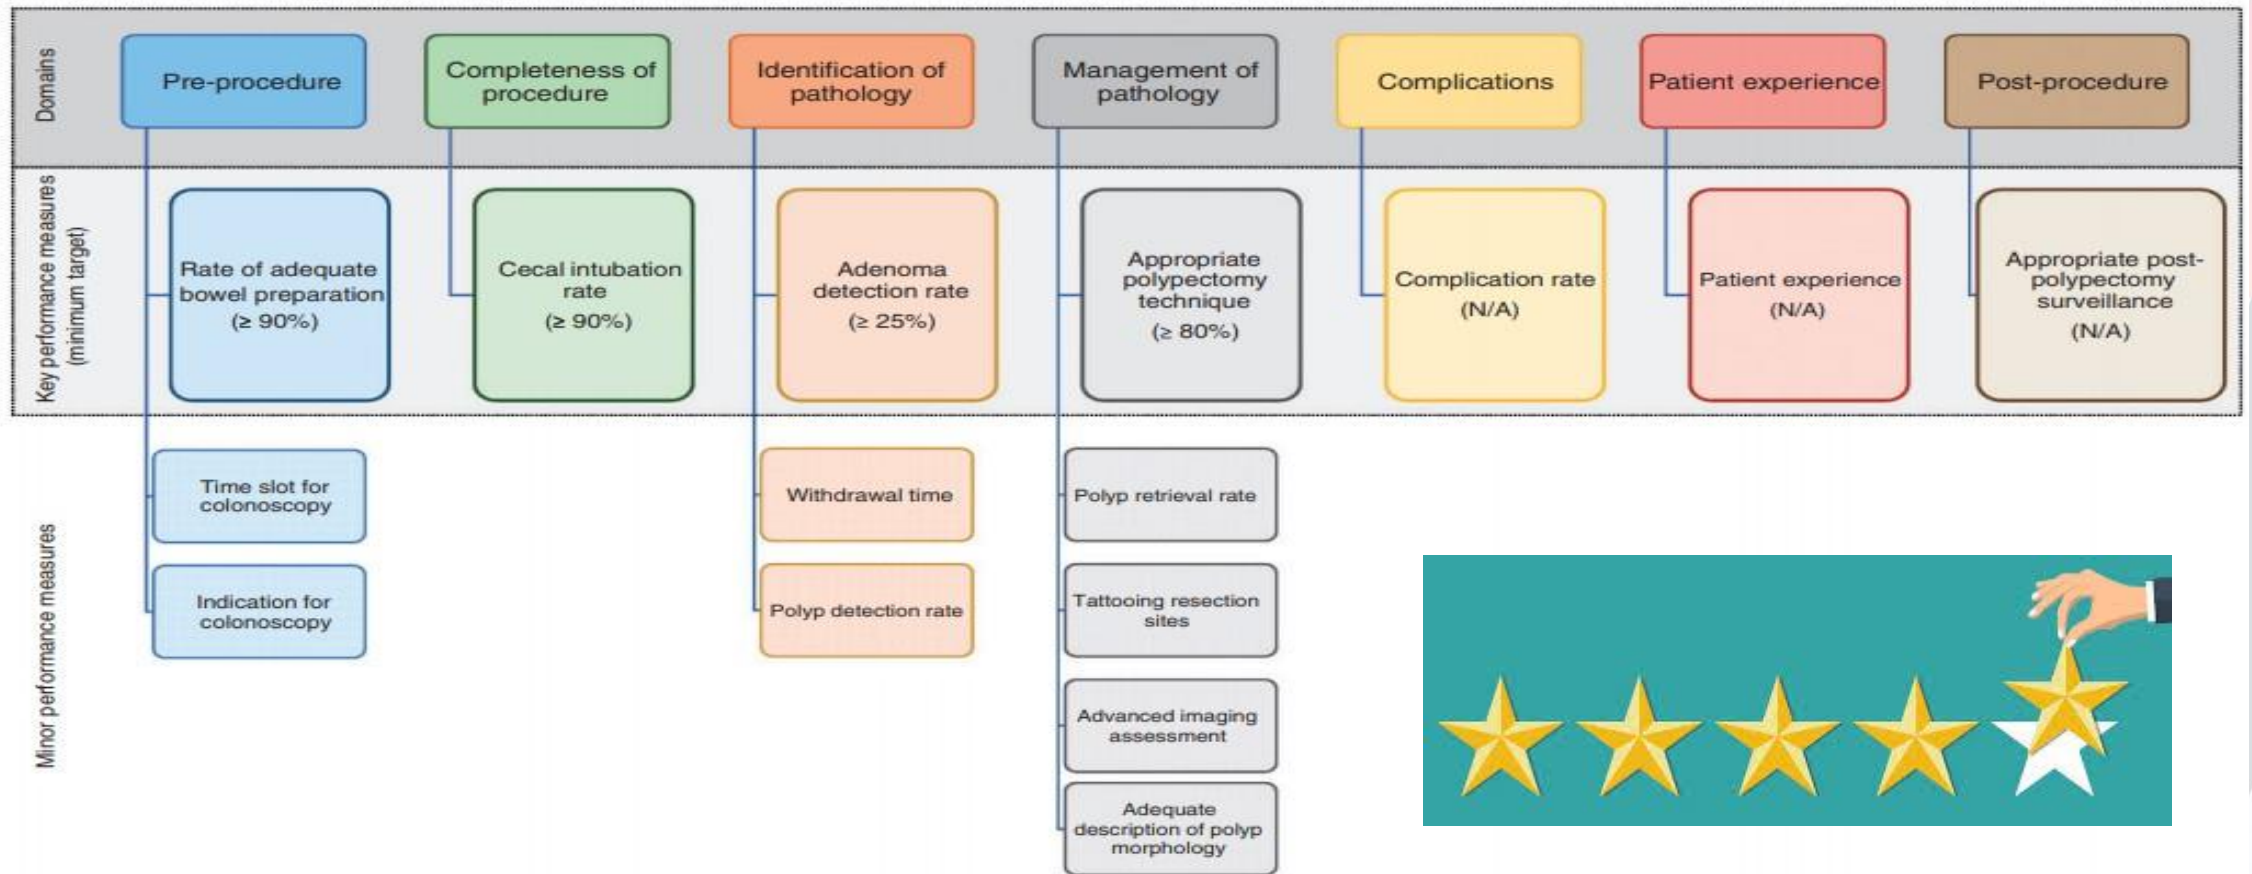 Domains
Pre-procedure
Completeness of
procedure
Identification of
pathology
Management of
pathology
Complications
Patient experience
Post-procedure
Key performance measures
(minimum target)
Rate of adequate
bowel preparation
(≥ 90%)
Cecal intubation
rate
(≥ 90%)
Adenoma
detection rate
(≥ 25%)
Appropriate
polypectomy
technique
(≥ 80%)
Complication rate
(N/A)
Patient experience
(N/A)
Appropriate post-
polypectomy
surveillance
(N/A)
Minor performance measures
Time slot for
colonoscopy
Indication for
colonoscopy
Withdrawal time
Polyp detection rate
Polyp retrieval rate
Tattooing resection
sites
Advanced imaging
assessment
Adequate
description of polyp
morphology